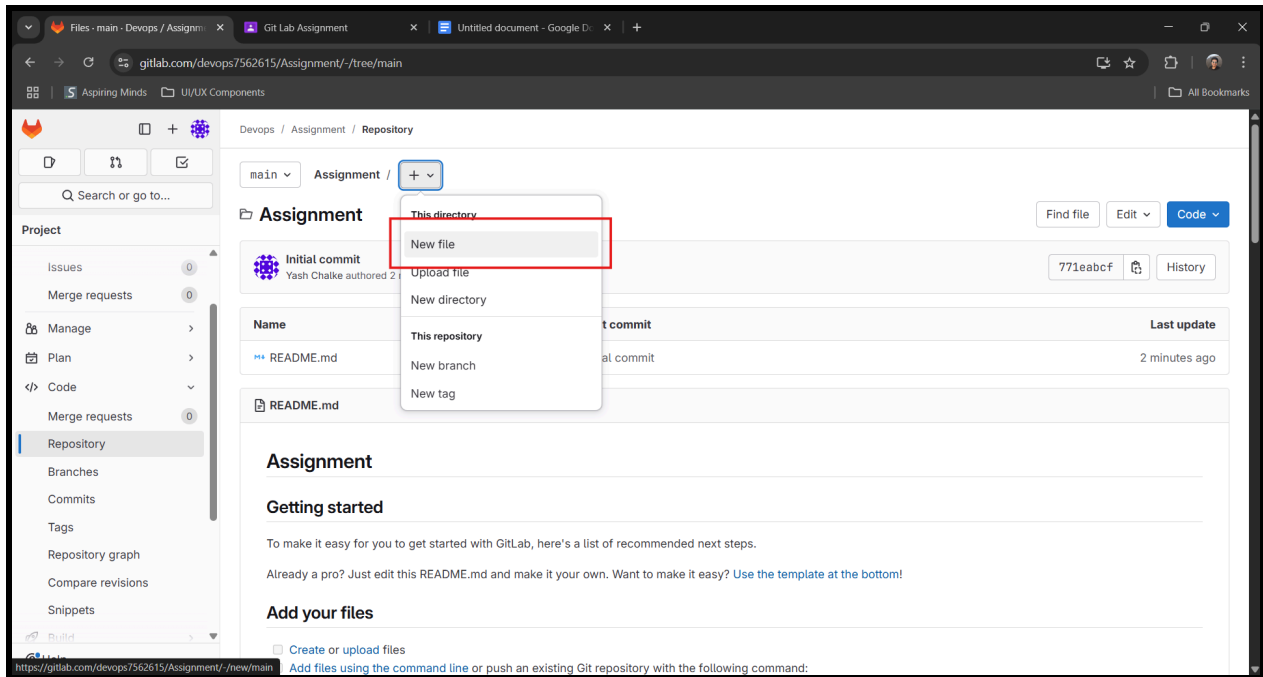 Files · main · Devops / Assignme
Git Lab Assignment
Untitled document - Google Do
gitlab.com/devops7562615/Assignment/-/tree/main
Aspiring Minds
UI/UX Components
All Bookmarks
Devops / Assignment / Repository
main
Assignment /
Search or go to...
Project
Issues 0
Merge requests 0
Manage
Plan
Code
Merge requests 0
Repository
Branches
Commits
Tags
Repository graph
Compare revisions
Snippets
Build
Help
This directory
New file
Upload file
New directory
This repository
New branch
New tag
Assignment
Find file
Edit
Code
Initial commit
Yash Chalke authored 2
771eabcf
History
Name
t commit
Last update
README.md
al commit
2 minutes ago
README.md
Assignment
Getting started
To make it easy for you to get started with GitLab, here's a list of recommended next steps.
Already a pro? Just edit this README.md and make it your own. Want to make it easy? Use the template at the bottom!
Add your files
Create or upload files
Add files using the command line or push an existing Git repository with the following command:
https://gitlab.com/devops7562615/Assignment/-/new/main